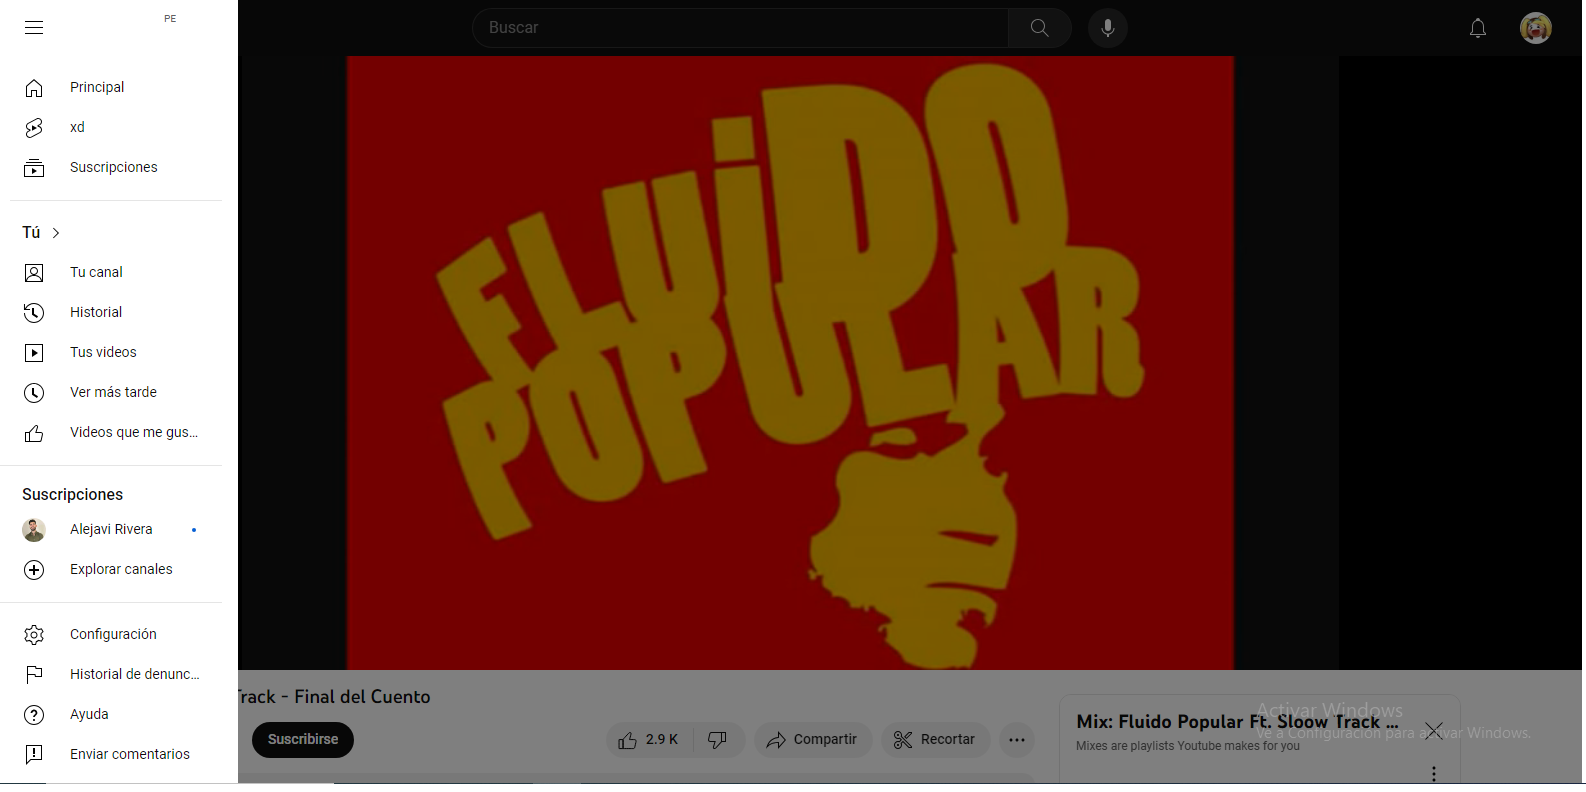 PE
Buscar
Principal
xd
Suscripciones
Tú
Tu canal
Historial
Tus videos
Ver más tarde
Videos que me gus...
Suscripciones
Alejavi Rivera
Explorar canales
Configuración
Historial de denunc...
Ayuda
Enviar comentarios
FLUiDO
POPULAR
Track - Final del Cuento
Suscribirse
2.9 K
Compartir
Recortar
Mix: Fluido Popular Ft. Sloow Track ...
Mixes are playlists Youtube makes for you
Activar Windows
Ve a Configuración para activar Windows.